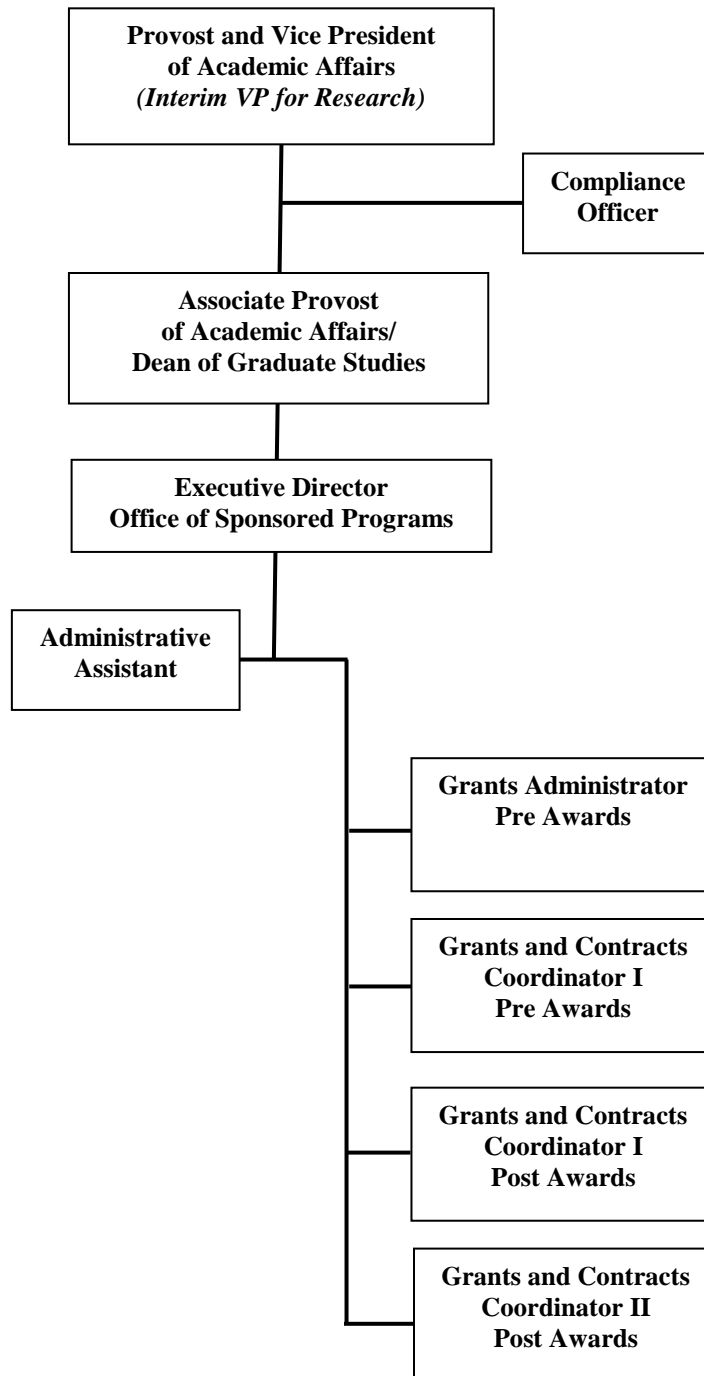 Provost and Vice President
of Academic Affairs
(Interim VP for Research)
Compliance
Officer
Associate Provost
of Academic Affairs/
Dean of Graduate Studies
Executive Director
Office of Sponsored Programs
Administrative
Assistant
Grants Administrator
Pre Awards
Grants and Contracts
Coordinator I
Pre Awards
Grants and Contracts
Coordinator I
Post Awards
Grants and Contracts
Coordinator II
Post Awards